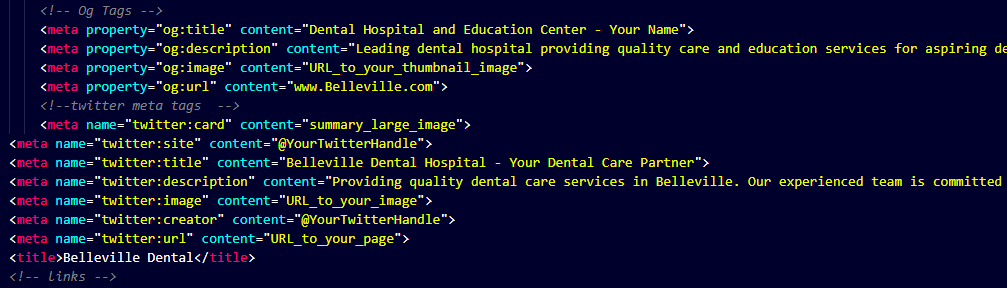 <!-- Og Tags -->
<meta property="og:title" content="Dental Hospital and Education Center - Your Name">
<meta property="og:description" content="Leading dental hospital providing quality care and education services for aspiring de
<meta property="og:image" content="URL_to_your_thumbnail_image">
<meta property="og:url" content="www.Belleville.com">
<!--twitter meta tags  -->
<meta name="twitter:card" content="summary_large_image">
<meta name="twitter:site" content="@YourTwitterHandle">
<meta name="twitter:title" content="Belleville Dental Hospital - Your Dental Care Partner">
<meta name="twitter:description" content="Providing quality dental care services in Belleville. Our experienced team is committed
<meta name="twitter:image" content="URL_to_your_image">
<meta name="twitter:creator" content="@YourTwitterHandle">
<meta name="twitter:url" content="URL_to_your_page">
<title>Belleville Dental</title>
<!-- links -->